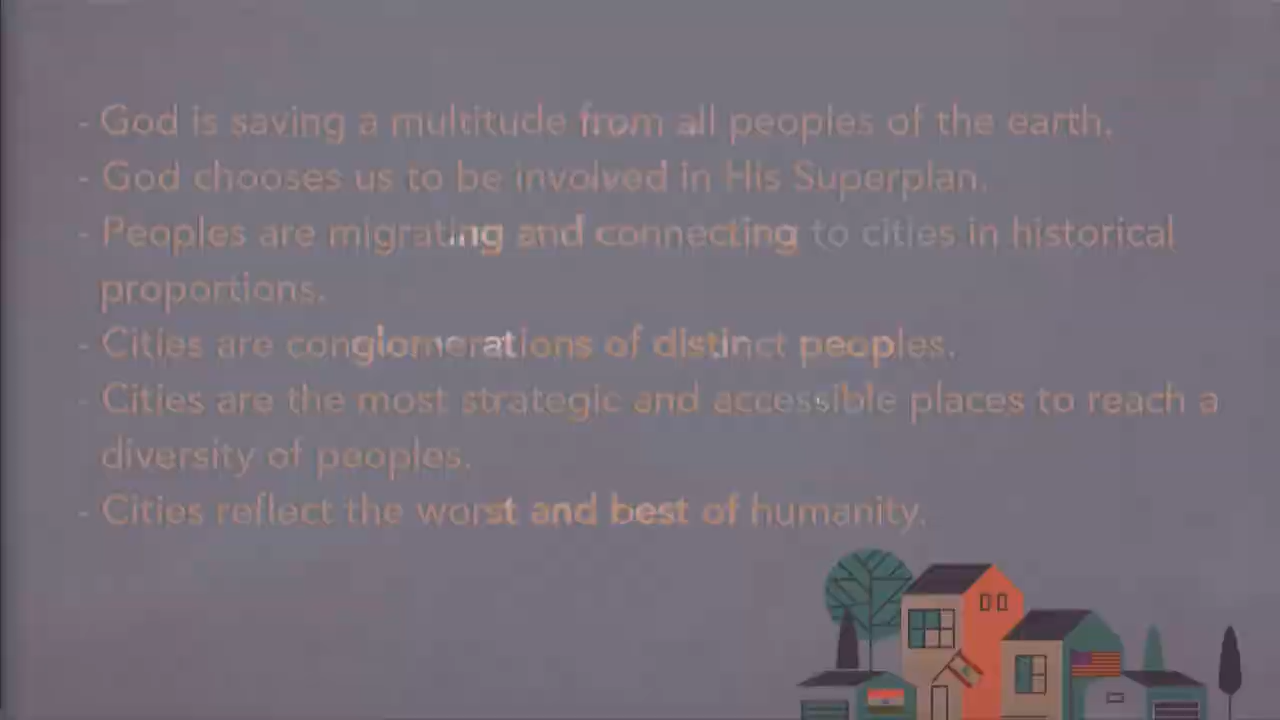 - God is saving a multitude from all peoples of the earth.
- God chooses us to be involved in His Superplan.
- Peoples are migrating and connecting to cities in historical
proportions.
- Cities are conglomerations of distinct peoples.
- Cities are the most strategic and accessible places to reach a
diversity of peoples.
- Cities reflect the worst and best of humanity.